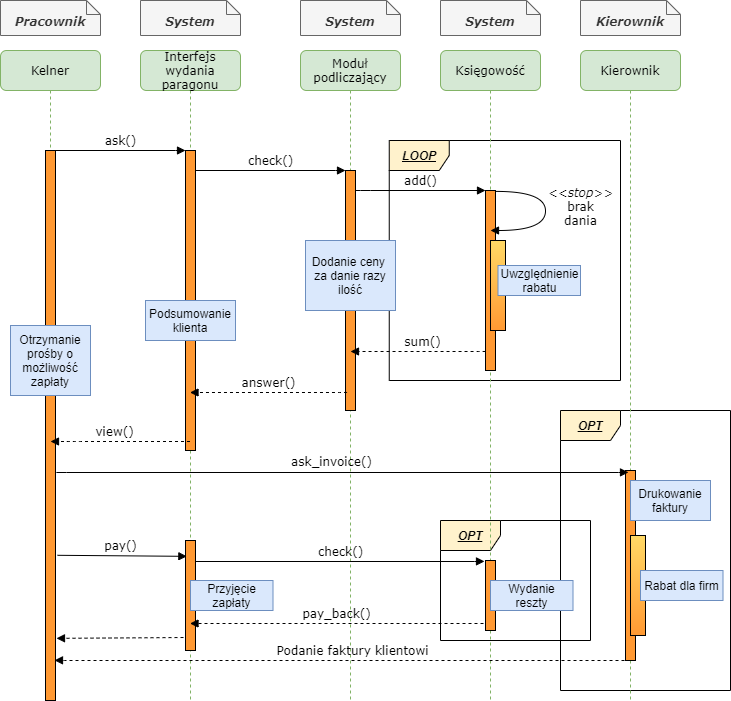 Pracownik
System
System
System
Kierownik
Kelner
Interfejs
wydania
paragonu
Moduł
podliczający
Księgowość
Kierownik
ask()
check()
LOOP
add()
<<stop>>
brak
dania
Dodanie ceny
za danie razy
ilość
Uwzględnienie
rabatu
Podsumowanie
klienta
Otrzymanie
prośby o
możliwość
zapłaty
sum()
answer()
view()
OPT
ask_invoice()
Drukowanie
faktury
OPT
pay()
check()
Przyjęcie
zapłaty
Wydanie
reszty
Rabat dla firm
pay_back()
Podanie faktury klientowi